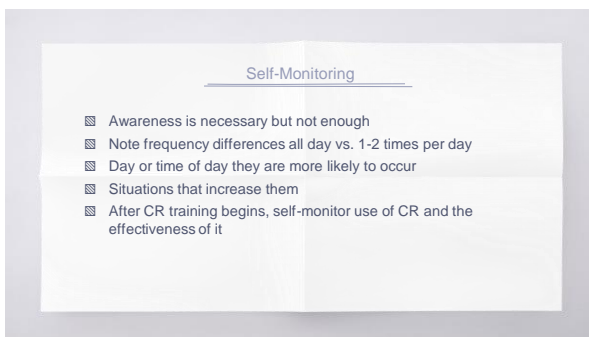 Self-Monitoring
Awareness is necessary but not enough
Note frequency differences all day vs. 1-2 times per day
Day or time of day they are more likely to occur
Situations that increase them
After CR training begins, self-monitor use of CR and the
effectiveness of it